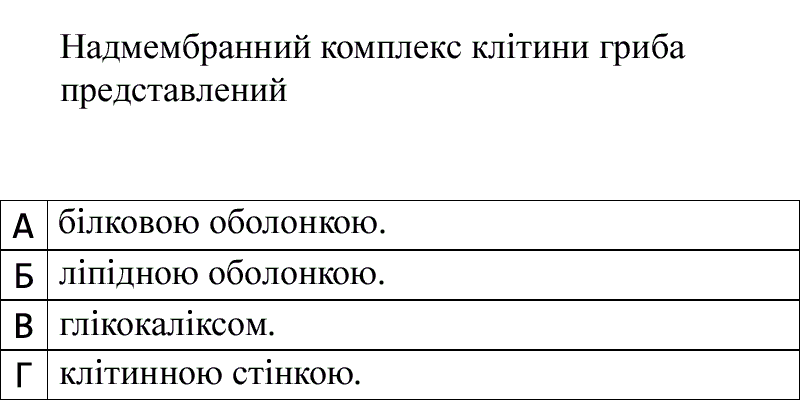 Надмембранний комплекс клітини гриба
представлений
А білковою оболонкою.
Б ліпідною оболонкою.
В глікокаліксом.
Г клітинною стінкою.